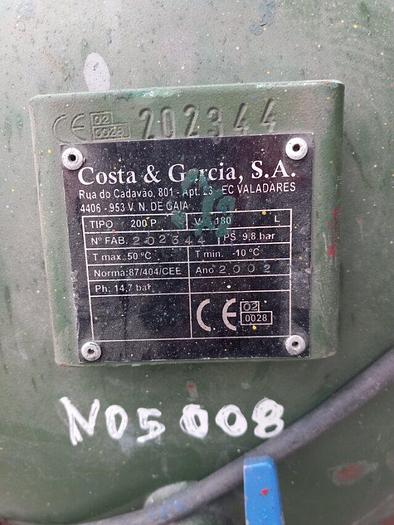 CE 02 0028 202344
Costa & Garcia, S.A.
Rua do Cadavão, 801 - Apt. 23 - EC VALADARES
4406 - 953 V. N. DE GAIA
TIPO 200 P V 180 L
Nº FAB. 202344 PS 9,8 bar
T max. 50 °C T min. -10 °C
Norma:87/404/CEE Ano 2002
Ph: 14,7 bar
CE 02 0028
N05008